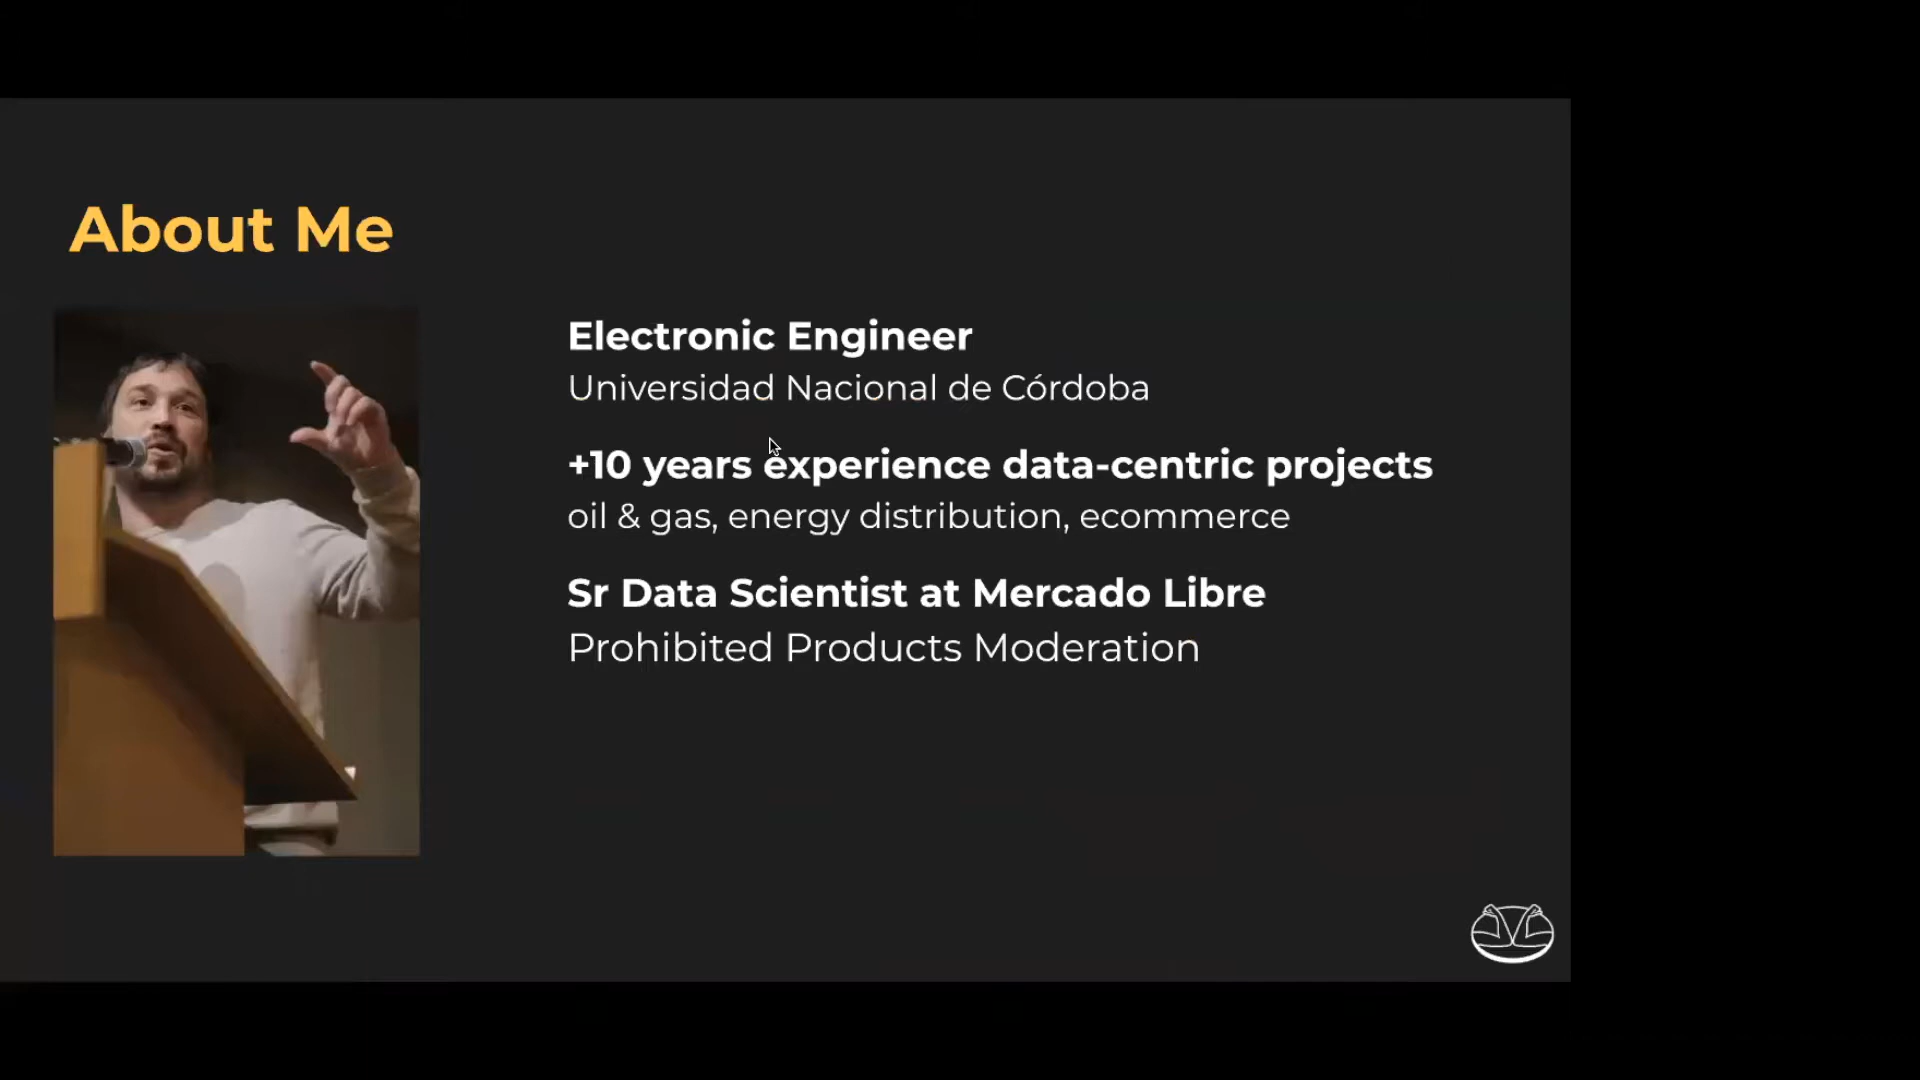 About Me
Electronic Engineer
Universidad Nacional de Córdoba
+10 years experience data-centric projects
oil & gas, energy distribution, ecommerce
Sr Data Scientist at Mercado Libre
Prohibited Products Moderation